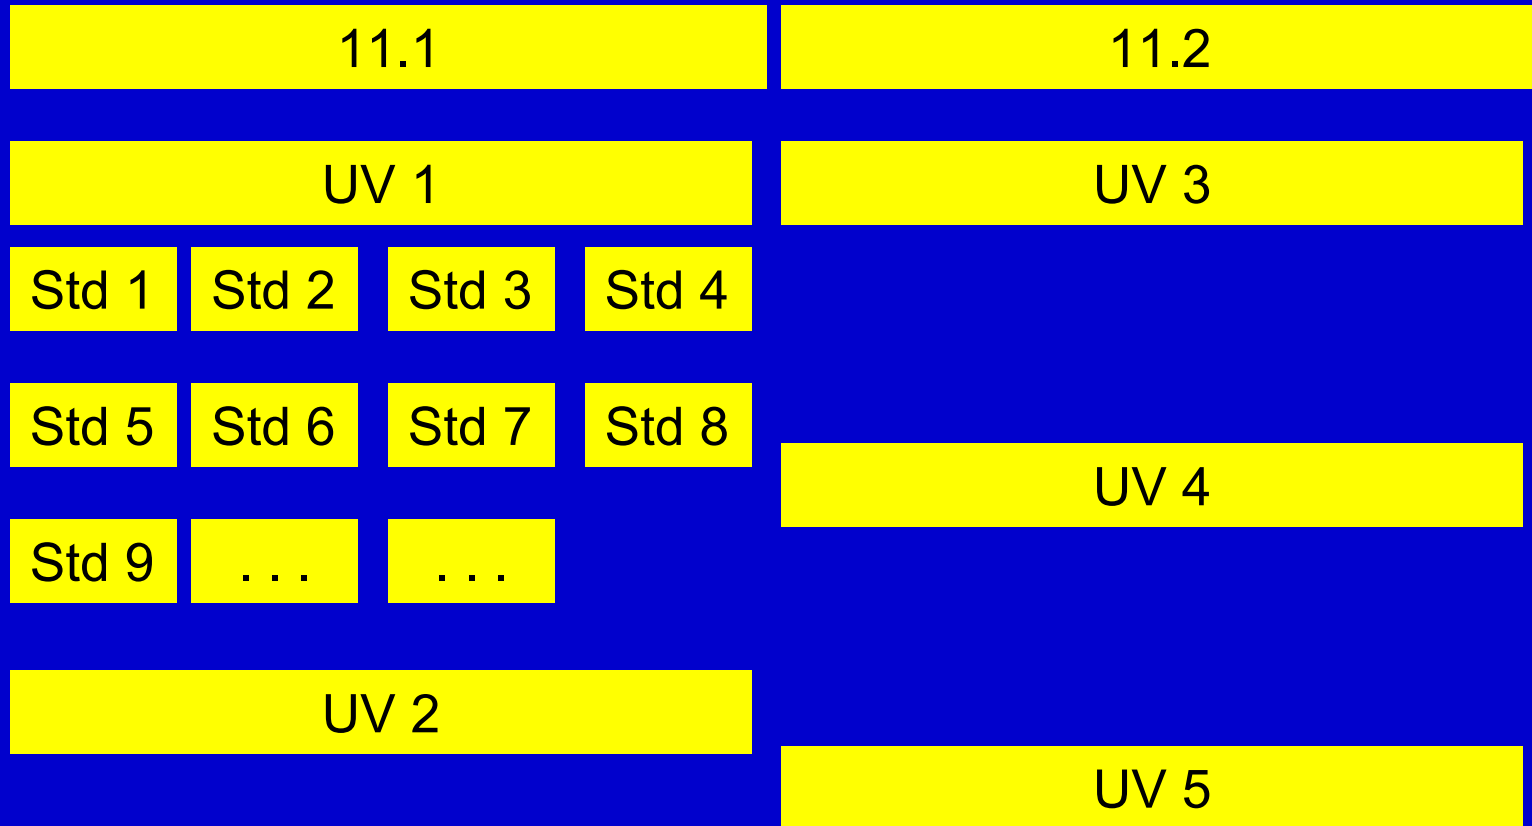 11.1
11.2
UV 1
UV 3
Std 1 Std 2 Std 3 Std 4
Std 5 Std 6 Std 7 Std 8
UV 4
Std 9 . . . . . .
UV 2
UV 5